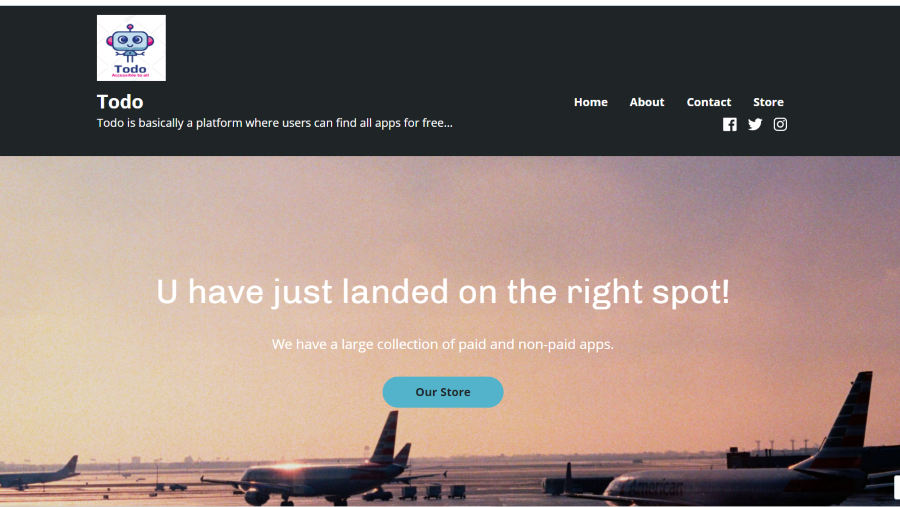 Todo
Accessible to all
Todo
Todo is basically a platform where users can find all apps for free...
Home About Contact Store
U have just landed on the right spot!
We have a large collection of paid and non-paid apps.
Our Store
American